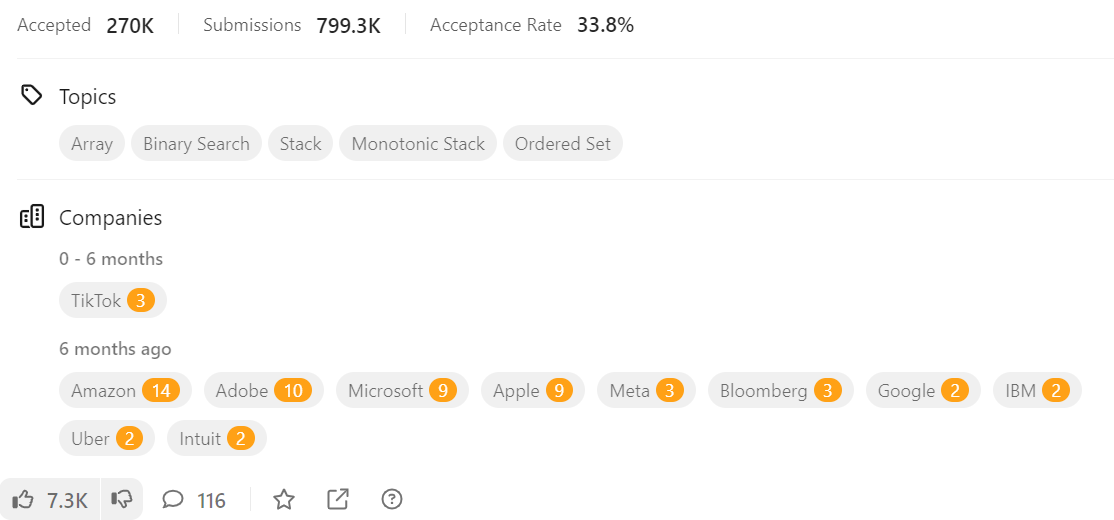 Accepted 270K Submissions 799.3K Acceptance Rate 33.8%
Topics
Array Binary Search Stack Monotonic Stack Ordered Set
Companies
0 - 6 months
TikTok 3
6 months ago
Amazon 14 Adobe 10 Microsoft 9 Apple 9 Meta 3 Bloomberg 3 Google 2 IBM 2
Uber 2 Intuit 2
7.3K 116